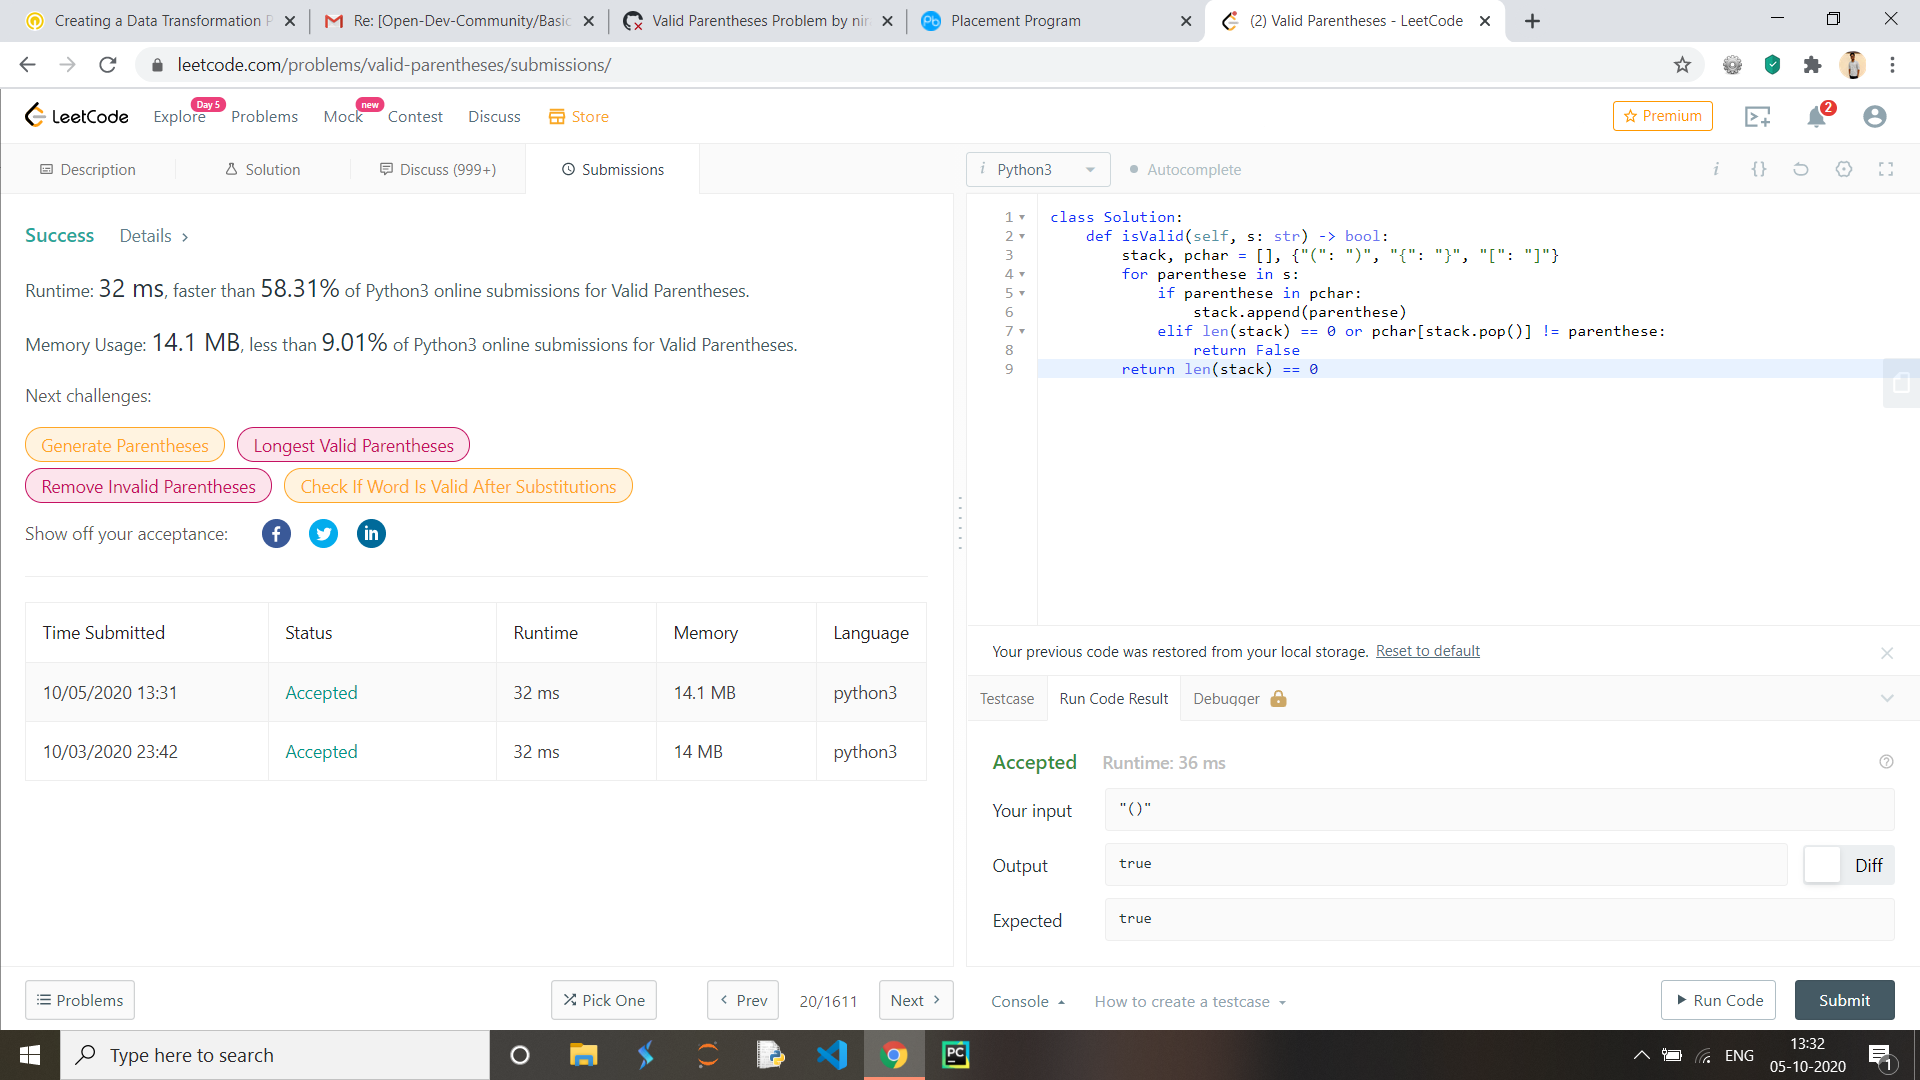 Creating a Data Transformation P
Re: [Open-Dev-Community/Basic
Valid Parentheses Problem by nir
Placement Program
(2) Valid Parentheses - LeetCode
leetcode.com/problems/valid-parentheses/submissions/
LeetCode
Explore
Day 5
Problems
Mock
new
Contest
Discuss
Store
Premium
2
Description
Solution
Discuss (999+)
Submissions
i Python3
Autocomplete
i {}
Success
Details >
Runtime: 32 ms, faster than 58.31% of Python3 online submissions for Valid Parentheses.
Memory Usage: 14.1 MB, less than 9.01% of Python3 online submissions for Valid Parentheses.
Next challenges:
Generate Parentheses
Longest Valid Parentheses
Remove Invalid Parentheses
Check If Word Is Valid After Substitutions
Show off your acceptance:
Time Submitted Status Runtime Memory Language
10/05/2020 13:31 Accepted 32 ms 14.1 MB python3
10/03/2020 23:42 Accepted 32 ms 14 MB python3
1 class Solution:
2     def isValid(self, s: str) -> bool:
3         stack, pchar = [], {"(": ")", "{": "}", "[": "]"}
4         for parenthese in s:
5             if parenthese in pchar:
6                 stack.append(parenthese)
7             elif len(stack) == 0 or pchar[stack.pop()] != parenthese:
8                 return False
9         return len(stack) == 0
Your previous code was restored from your local storage. Reset to default
Testcase
Run Code Result
Debugger
Accepted Runtime: 36 ms
Your input "()"
Output true
Diff
Expected true
Problems
Pick One
< Prev
20/1611
Next >
Console
How to create a testcase
Run Code
Submit
Type here to search
PC
ENG
13:32
05-10-2020
1